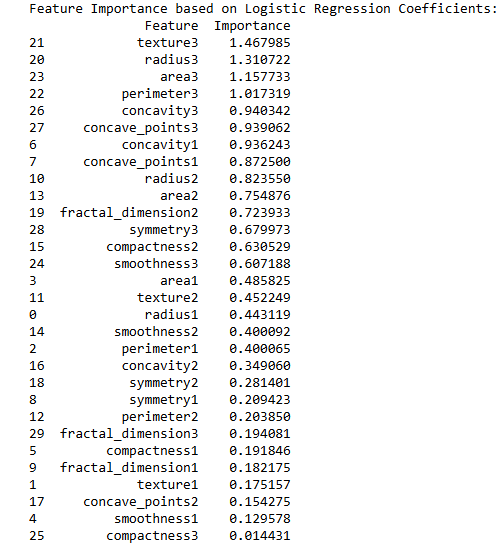 Feature Importance based on Logistic Regression Coefficients:
Feature Importance
21 texture3 1.467985
20 radius3 1.310722
23 area3 1.157733
22 perimeter3 1.017319
26 concavity3 0.940342
27 concave_points3 0.939062
6 concavity1 0.936243
7 concave_points1 0.872500
10 radius2 0.823550
13 area2 0.754876
19 fractal_dimension2 0.723933
28 symmetry3 0.679973
15 compactness2 0.630529
24 smoothness3 0.607188
3 area1 0.485825
11 texture2 0.452249
0 radius1 0.443119
14 smoothness2 0.400092
2 perimeter1 0.400065
16 concavity2 0.349060
18 symmetry2 0.281401
8 symmetry1 0.209423
12 perimeter2 0.203850
29 fractal_dimension3 0.194081
5 compactness1 0.191846
9 fractal_dimension1 0.182175
1 texture1 0.175157
17 concave_points2 0.154275
4 smoothness1 0.129578
25 compactness3 0.014431